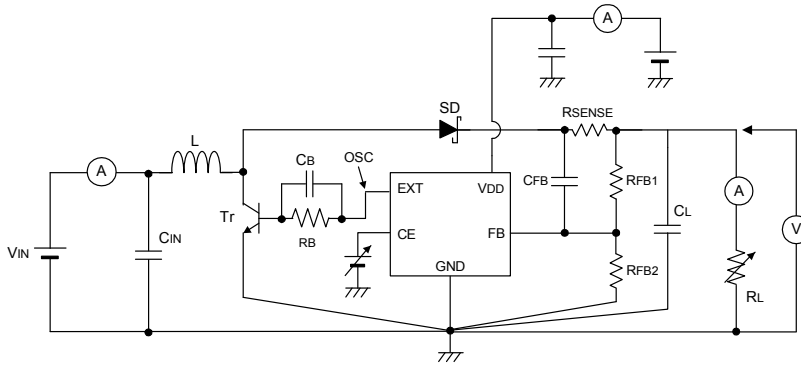 A
SD
RSENSE
L
A
CB
OSC
EXT
VDD
CFB
RFB1
A
CIN
Tr
RB
CE
FB
CL
V
VIN
GND
RFB2
RL